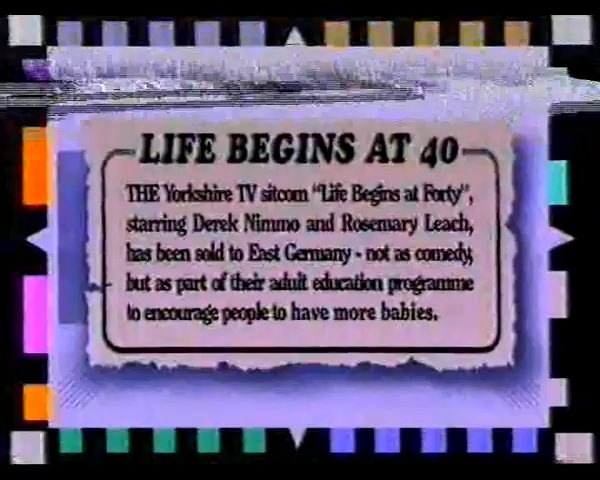 LIFE BEGINS AT 40
THE Yorkshire TV sitcom "Life Begins at Forty",
starring Derek Nimmo and Rosemary Leach,
has been sold to East Germany - not as comedy,
but as part of their adult education programme
to encourage people to have more babies.